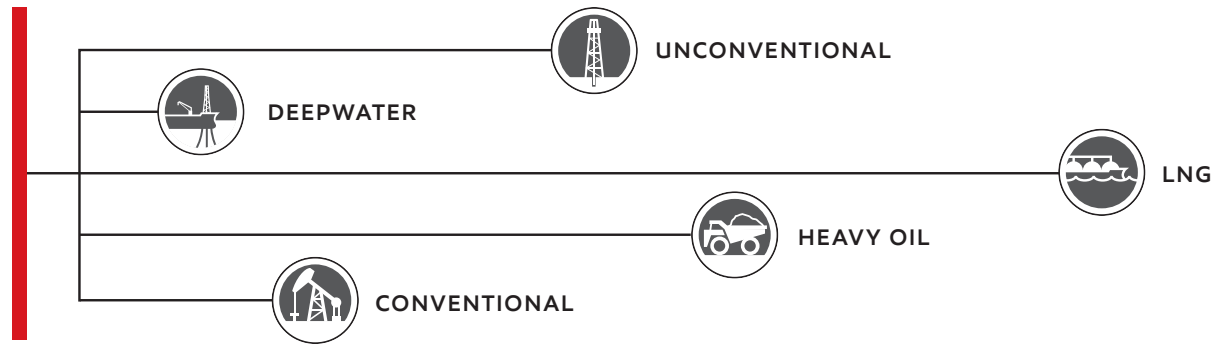 UNCONVENTIONAL
DEEPWATER
LNG
HEAVY OIL
CONVENTIONAL